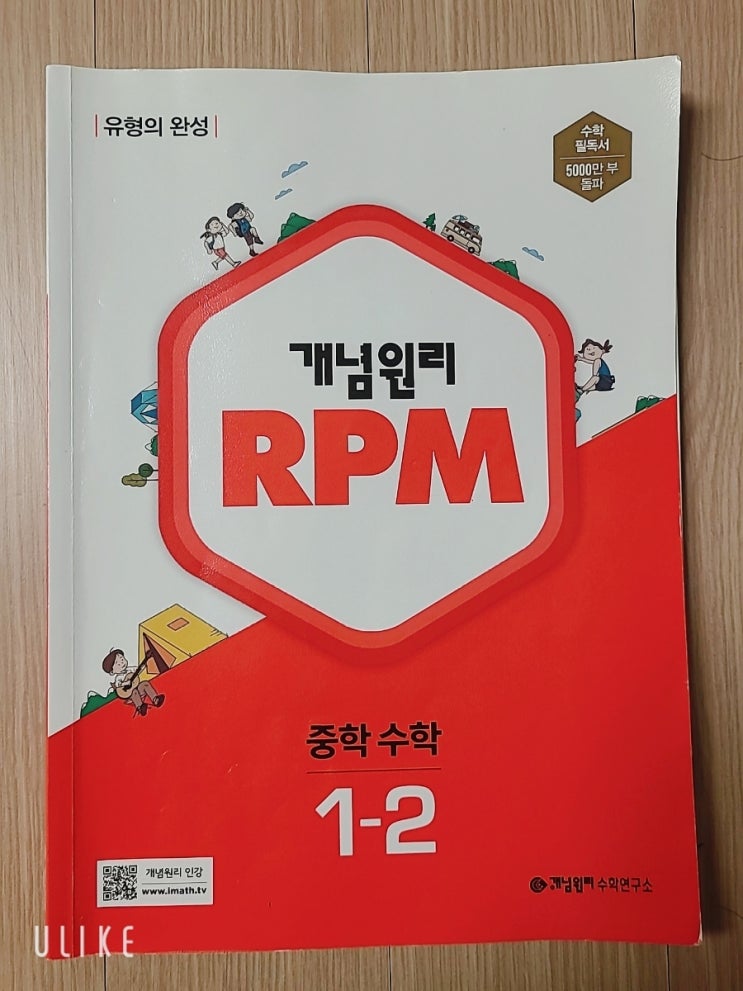 |유형의 완성|
수학
필독서
5000만 부
돌파
개념원리
RPM
중학 수학
1-2
개념원리 인강
www.imath.tv
개념원리 수학연구소
ULIKE